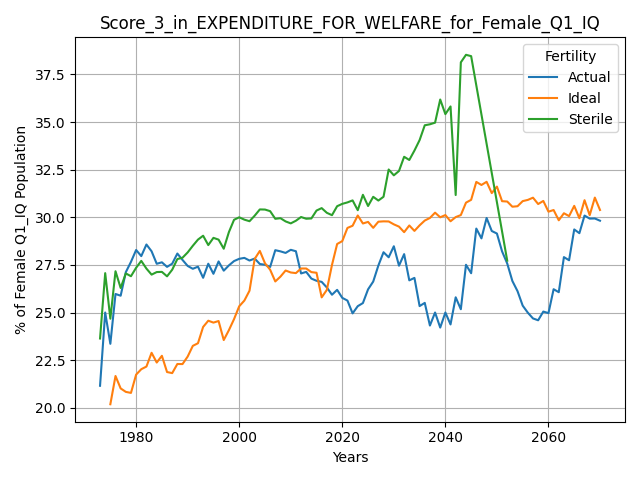 Score_3_in_EXPENDITURE_FOR_WELFARE_for_Female_Q1_IQ
Fertility
Actual
Ideal
Sterile
% of Female Q1_IQ Population
37.5
35.0
32.5
30.0
27.5
25.0
22.5
20.0
1980 2000 2020 2040 2060
Years